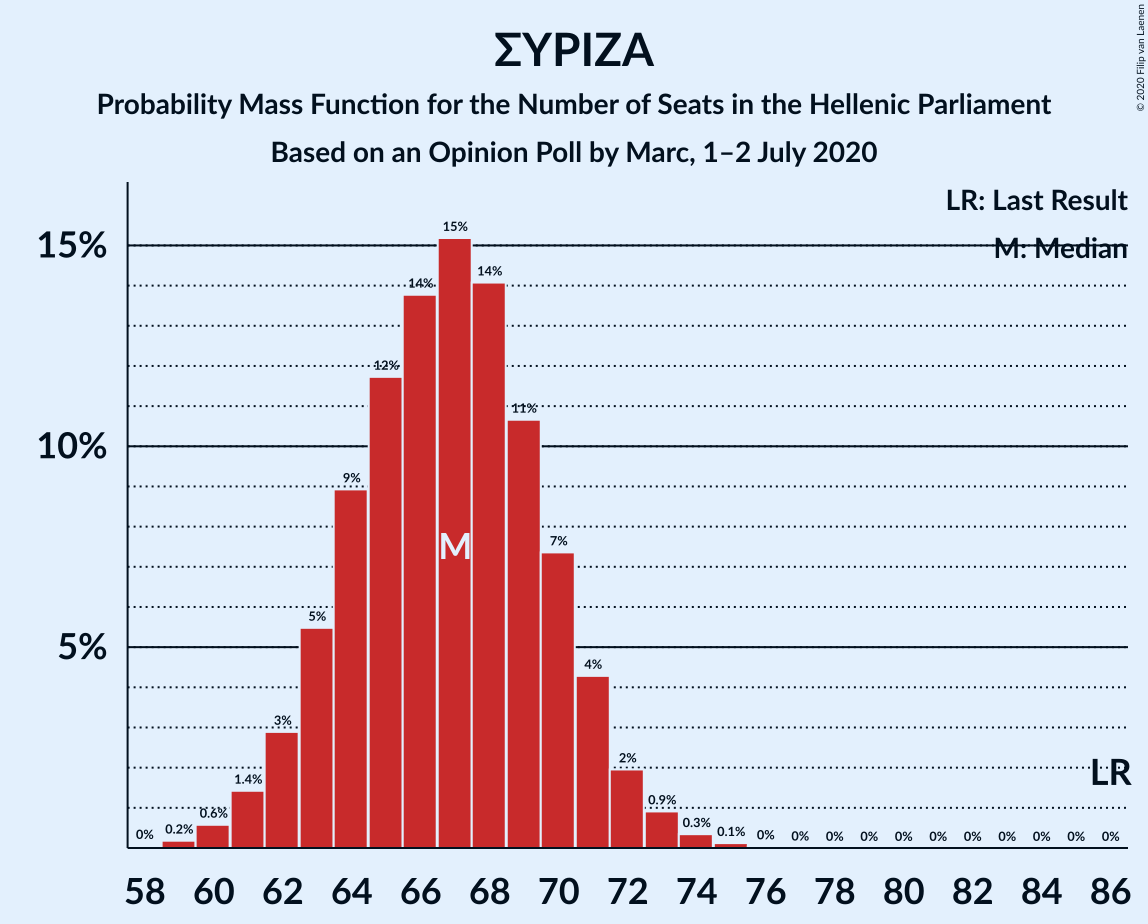 ΣΥΡΙΖΑ
Probability Mass Function for the Number of Seats in the Hellenic Parliament
Based on an Opinion Poll by Marc, 1–2 July 2020
© 2020 Filip van Laenen
LR: Last Result
M: Median
15%
10%
5%
0% 0.2% 0.6% 1.4% 3% 5% 9% 12% 14% 15% 14% 11% 7% 4% 2% 0.9% 0.3% 0.1% 0% 0% 0% 0% 0% 0% 0% 0% 0% 0% 0%
M
LR
58 60 62 64 66 68 70 72 74 76 78 80 82 84 86